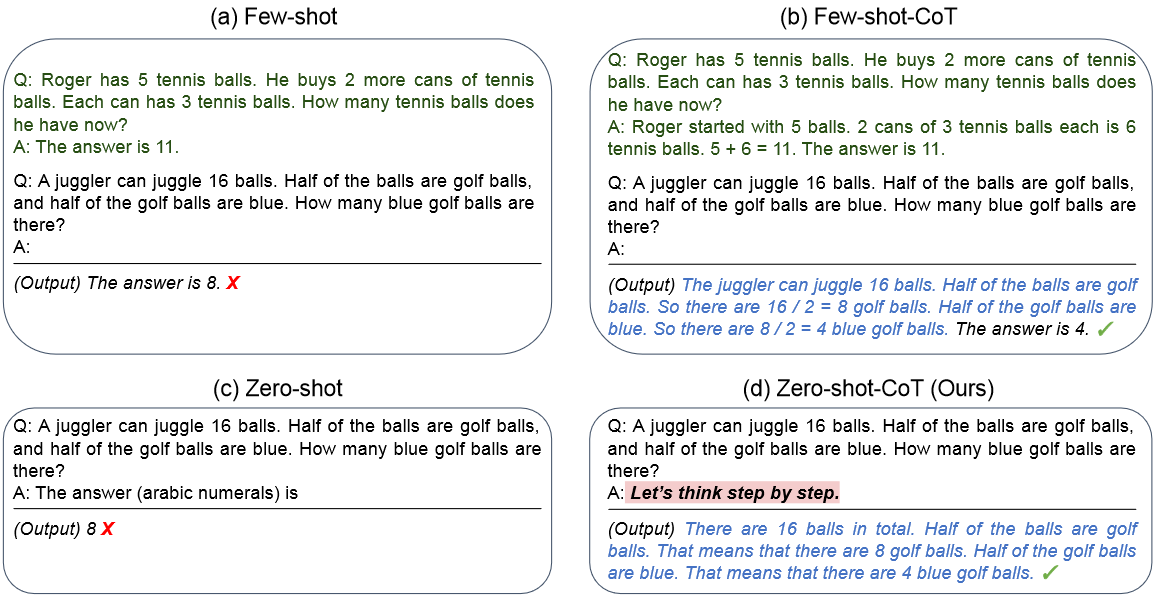 (a) Few-shot
Q: Roger has 5 tennis balls. He buys 2 more cans of tennis
balls. Each can has 3 tennis balls. How many tennis balls does
he have now?
A: The answer is 11.
Q: A juggler can juggle 16 balls. Half of the balls are golf balls,
and half of the golf balls are blue. How many blue golf balls are
there?
A:
(Output) The answer is 8. X
(b) Few-shot-CoT
Q: Roger has 5 tennis balls. He buys 2 more cans of tennis
balls. Each can has 3 tennis balls. How many tennis balls does
he have now?
A: Roger started with 5 balls. 2 cans of 3 tennis balls each is 6
tennis balls. 5 + 6 = 11. The answer is 11.
Q: A juggler can juggle 16 balls. Half of the balls are golf balls,
and half of the golf balls are blue. How many blue golf balls are
there?
A:
(Output) The juggler can juggle 16 balls. Half of the balls are golf
balls. So there are 16 / 2 = 8 golf balls. Half of the golf balls are
blue. So there are 8 / 2 = 4 blue golf balls. The answer is 4. ✓
(c) Zero-shot
Q: A juggler can juggle 16 balls. Half of the balls are golf balls,
and half of the golf balls are blue. How many blue golf balls are
there?
A: The answer (arabic numerals) is
(Output) 8 X
(d) Zero-shot-CoT (Ours)
Q: A juggler can juggle 16 balls. Half of the balls are golf balls,
and half of the golf balls are blue. How many blue golf balls are
there?
A: Let's think step by step.
(Output) There are 16 balls in total. Half of the balls are golf
balls. That means that there are 8 golf balls. Half of the golf balls
are blue. That means that there are 4 blue golf balls. ✓